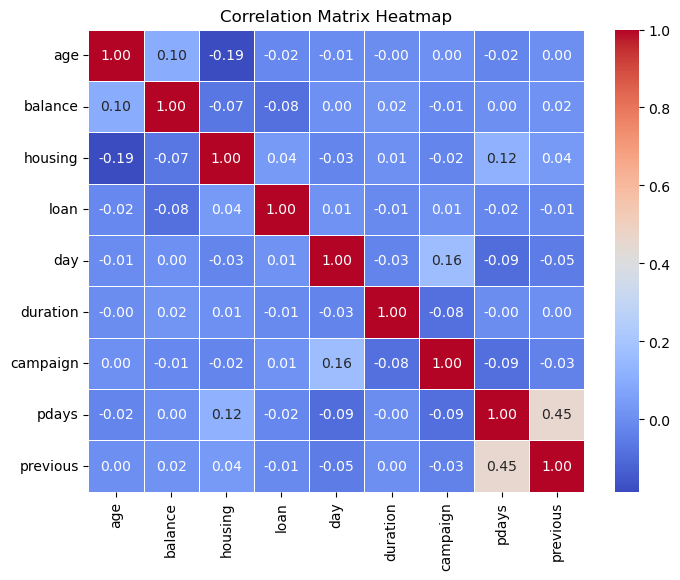 Correlation Matrix Heatmap
age 1.00 0.10 -0.19 -0.02 -0.01 -0.00 0.00 -0.02 0.00
balance 0.10 1.00 -0.07 -0.08 0.00 0.02 -0.01 0.00 0.02
housing -0.19 -0.07 1.00 0.04 -0.03 0.01 -0.02 0.12 0.04
loan -0.02 -0.08 0.04 1.00 0.01 -0.01 0.01 -0.02 -0.01
day -0.01 0.00 -0.03 0.01 1.00 -0.03 0.16 -0.09 -0.05
duration -0.00 0.02 0.01 -0.01 -0.03 1.00 -0.08 -0.00 0.00
campaign 0.00 -0.01 -0.02 0.01 0.16 -0.08 1.00 -0.09 -0.03
pdays -0.02 0.00 0.12 -0.02 -0.09 -0.00 -0.09 1.00 0.45
previous 0.00 0.02 0.04 -0.01 -0.05 0.00 -0.03 0.45 1.00
age balance housing loan day duration campaign pdays previous
1.0
0.8
0.6
0.4
0.2
0.0